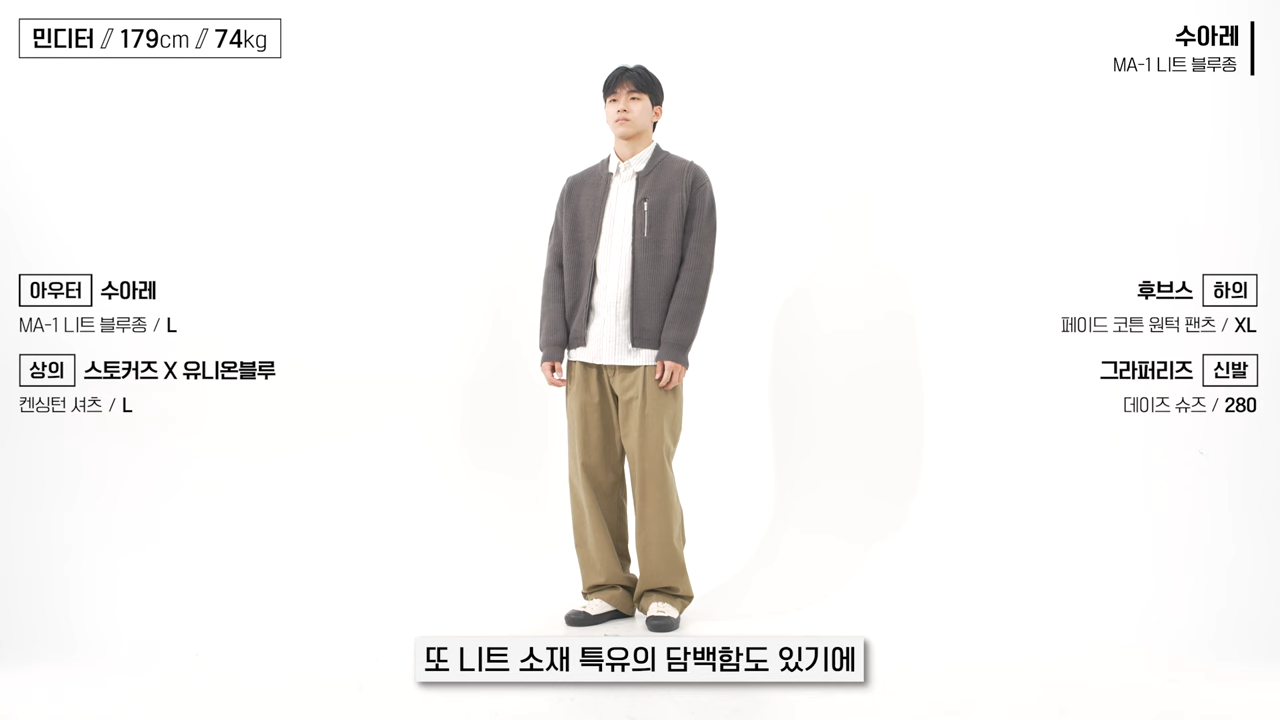 민디터 // 179cm // 74kg
수아레
MA-1 니트 블루종
아우터 수아레
MA-1 니트 블루종 / L
상의 스토커즈 X 유니온블루
켄싱턴 셔츠 / L
후브스 하의
페이드 코튼 원턱 팬츠 / XL
그라퍼리즈 신발
데이즈 슈즈 / 280
또 니트 소재 특유의 담백함도 있기에